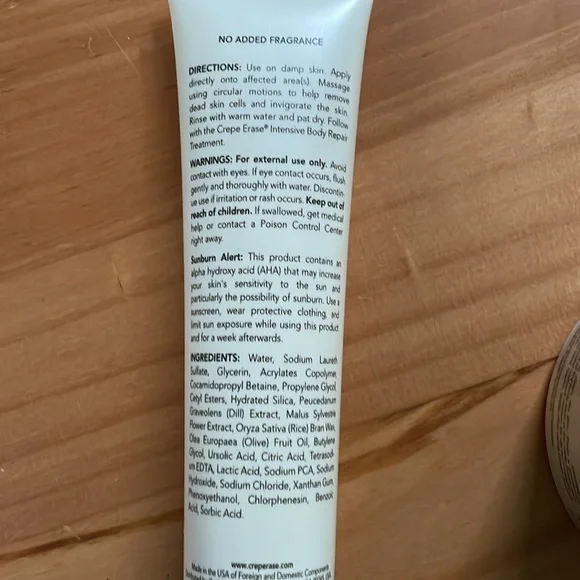 NO ADDED FRAGRANCE
DIRECTIONS: Use on damp skin. Apply
directly onto affected area(s). Massage
using circular motions to help remove
dead skin cells and invigorate the skin.
Rinse with warm water and pat dry. Follow
with the Crepe Erase® Intensive Body Repair
Treatment.
WARNINGS: For external use only. Avoid
contact with eyes. If eye contact occurs, flush
gently and thoroughly with water. Discontin-
ue use if irritation or rash occurs. Keep out of
reach of children. If swallowed, get medical
help or contact a Poison Control Center
right away.
Sunburn Alert: This product contains an
alpha hydroxy acid (AHA) that may increase
your skin's sensitivity to the sun and
particularly the possibility of sunburn. Use a
sunscreen, wear protective clothing, and
limit sun exposure while using this product
and for a week afterwards.
INGREDIENTS: Water, Sodium Laureth
Sulfate, Glycerin, Acrylates Copolymer,
Cocamidopropyl Betaine, Propylene Glycol,
Cetyl Esters, Hydrated Silica, Peucedanum
Graveolens (Dill) Extract, Malus Sylvestris
Flower Extract, Oryza Sativa (Rice) Bran Wax,
Olea Europaea (Olive) Fruit Oil, Butylene
Glycol, Ursolic Acid, Citric Acid, Tetrasodi-
um EDTA, Lactic Acid, Sodium PCA, Sodium
Hydroxide, Sodium Chloride, Xanthan Gum,
Phenoxyethanol, Chlorphenesin, Benzoic
Acid, Sorbic Acid.
www.creperase.com
Made in the USA of Foreign and Domestic Components